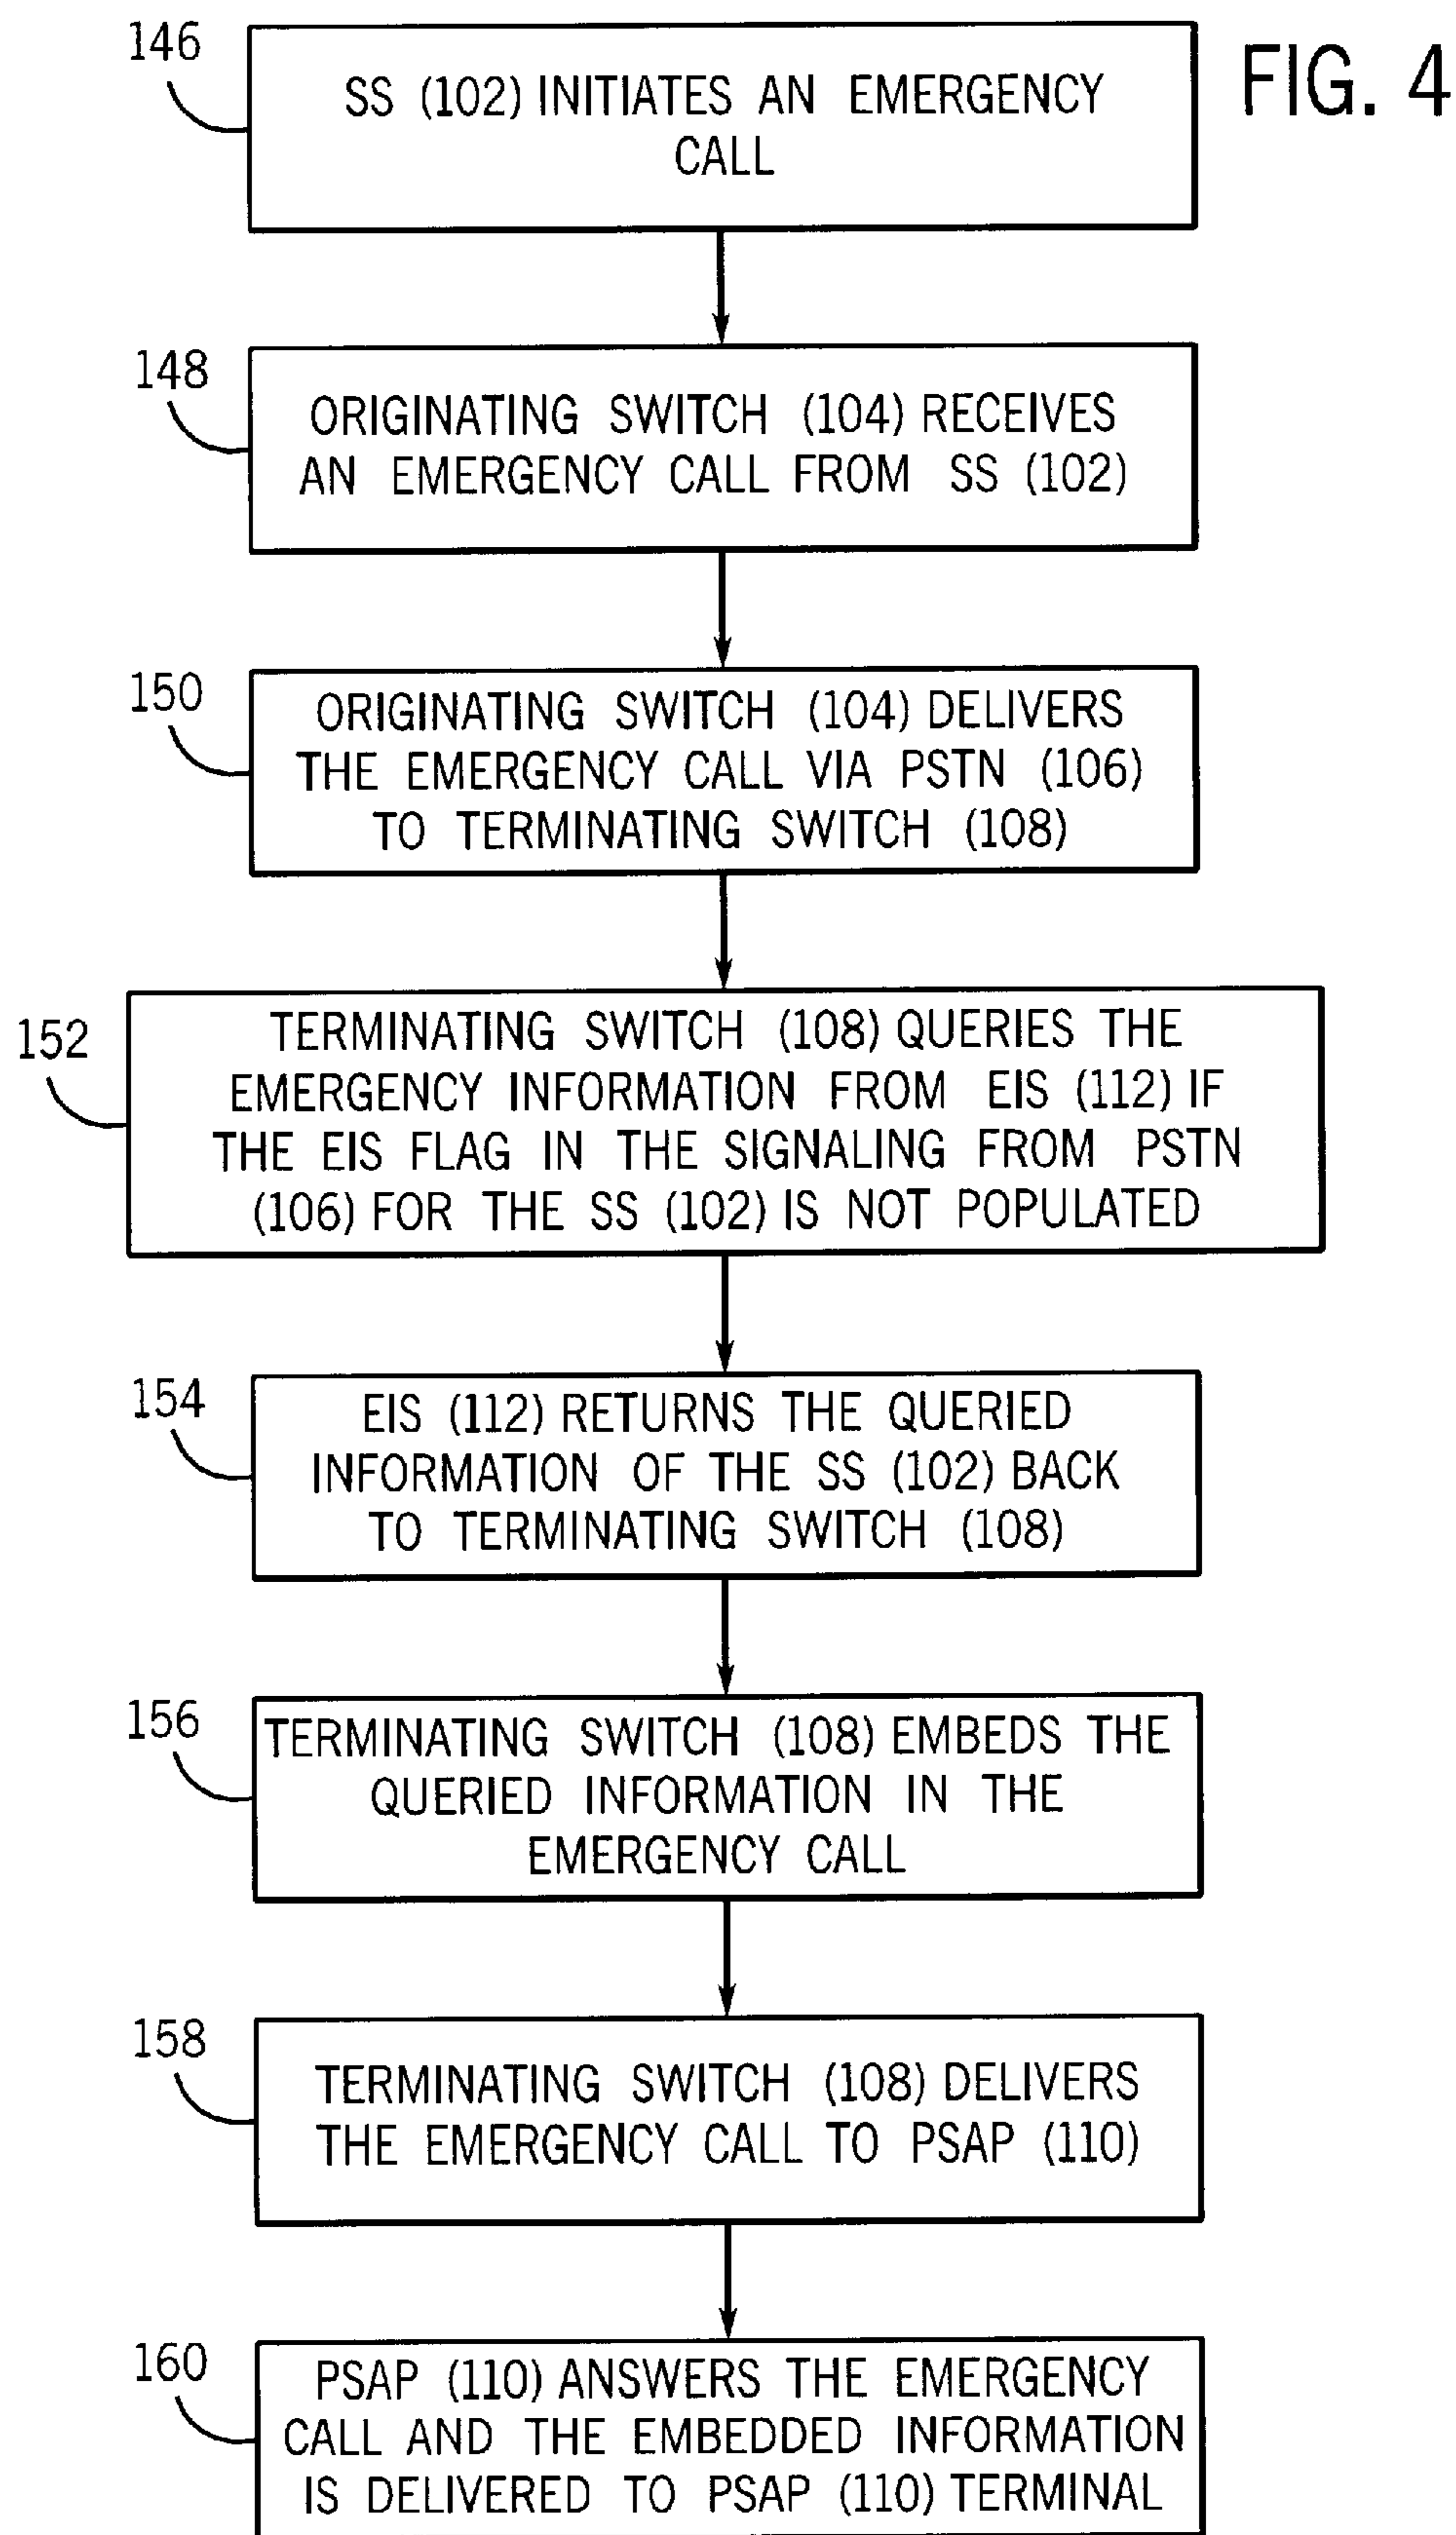 FIG. 4
146
SS (102) INITIATES AN EMERGENCY
CALL
148
ORIGINATING SWITCH (104) RECEIVES
AN EMERGENCY CALL FROM SS (102)
150
ORIGINATING SWITCH (104) DELIVERS
THE EMERGENCY CALL VIA PSTN (106)
TO TERMINATING SWITCH (108)
152
TERMINATING SWITCH (108) QUERIES THE
EMERGENCY INFORMATION FROM EIS (112) IF
THE EIS FLAG IN THE SIGNALING FROM PSTN
(106) FOR THE SS (102) IS NOT POPULATED
154
EIS (112) RETURNS THE QUERIED
INFORMATION OF THE SS (102) BACK
TO TERMINATING SWITCH (108)
156
TERMINATING SWITCH (108) EMBEDS THE
QUERIED INFORMATION IN THE
EMERGENCY CALL
158
TERMINATING SWITCH (108) DELIVERS
THE EMERGENCY CALL TO PSAP (110)
160
PSAP (110) ANSWERS THE EMERGENCY
CALL AND THE EMBEDDED INFORMATION
IS DELIVERED TO PSAP (110) TERMINAL